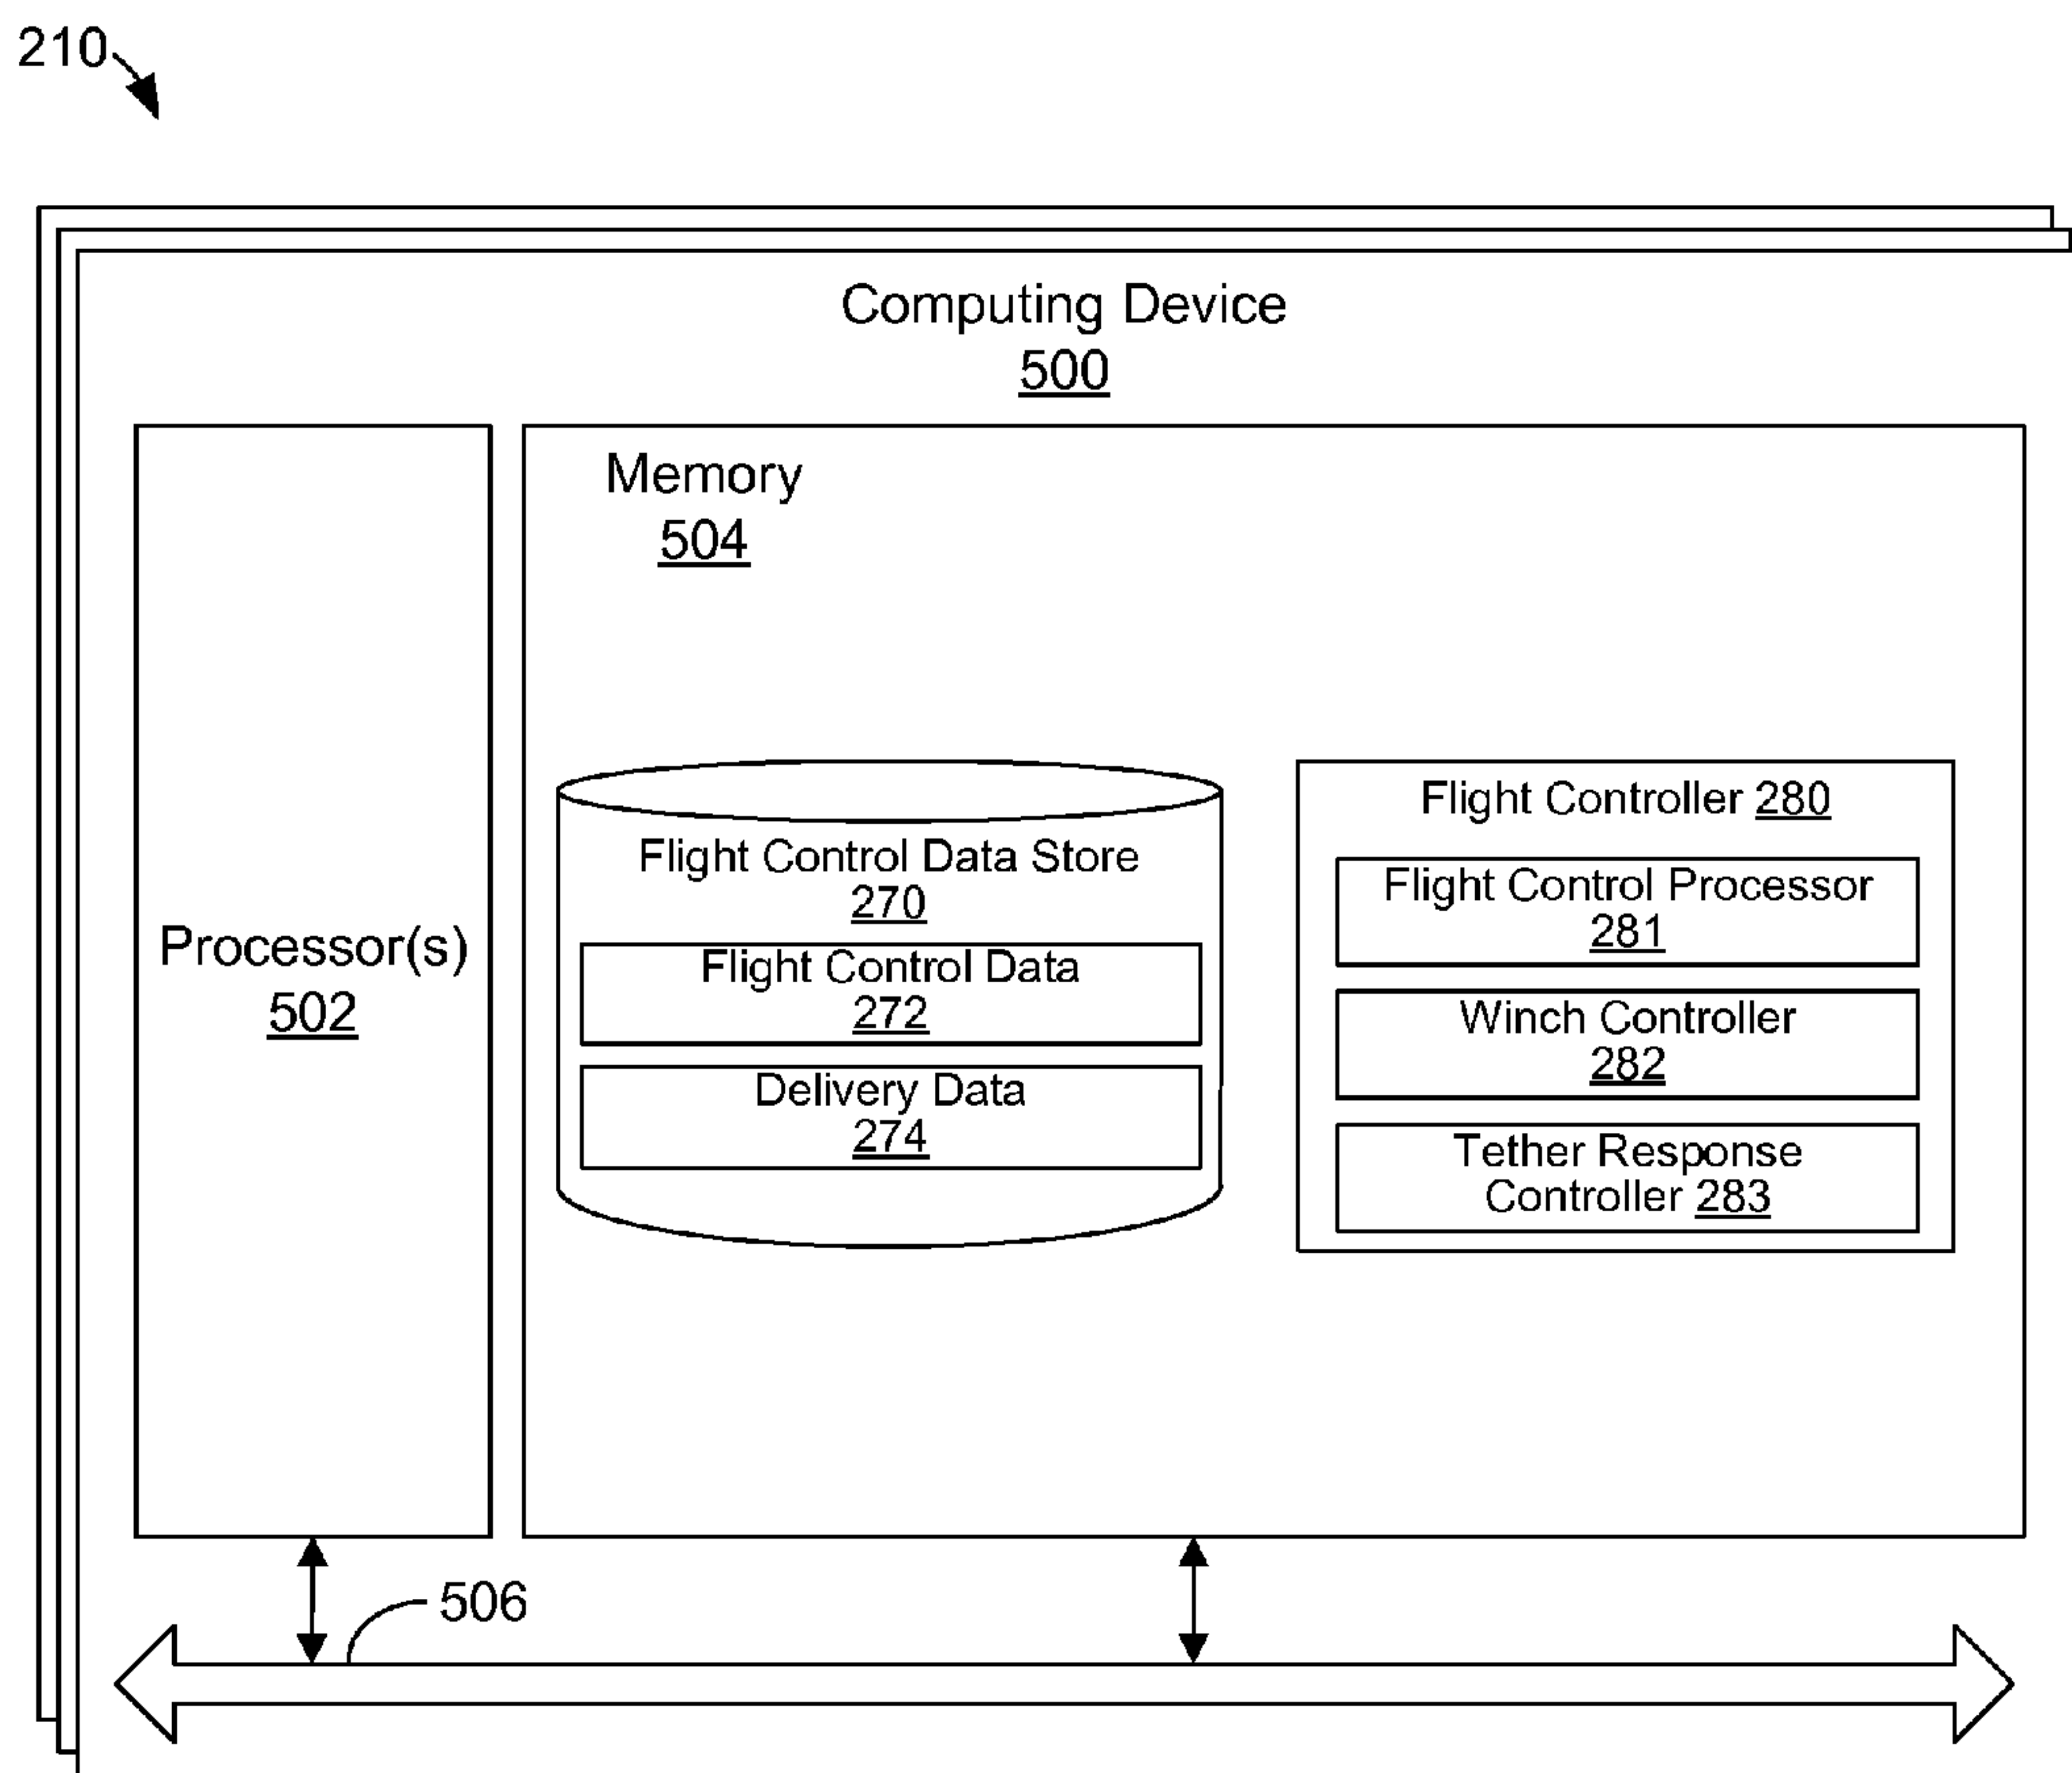 210
Computing Device
500
Memory
504
Processor(s)
502
Flight Control Data Store
270
Flight Control Data
272
Delivery Data
274
Flight Controller 280
Flight Control Processor
281
Winch Controller
282
Tether Response
Controller 283
506